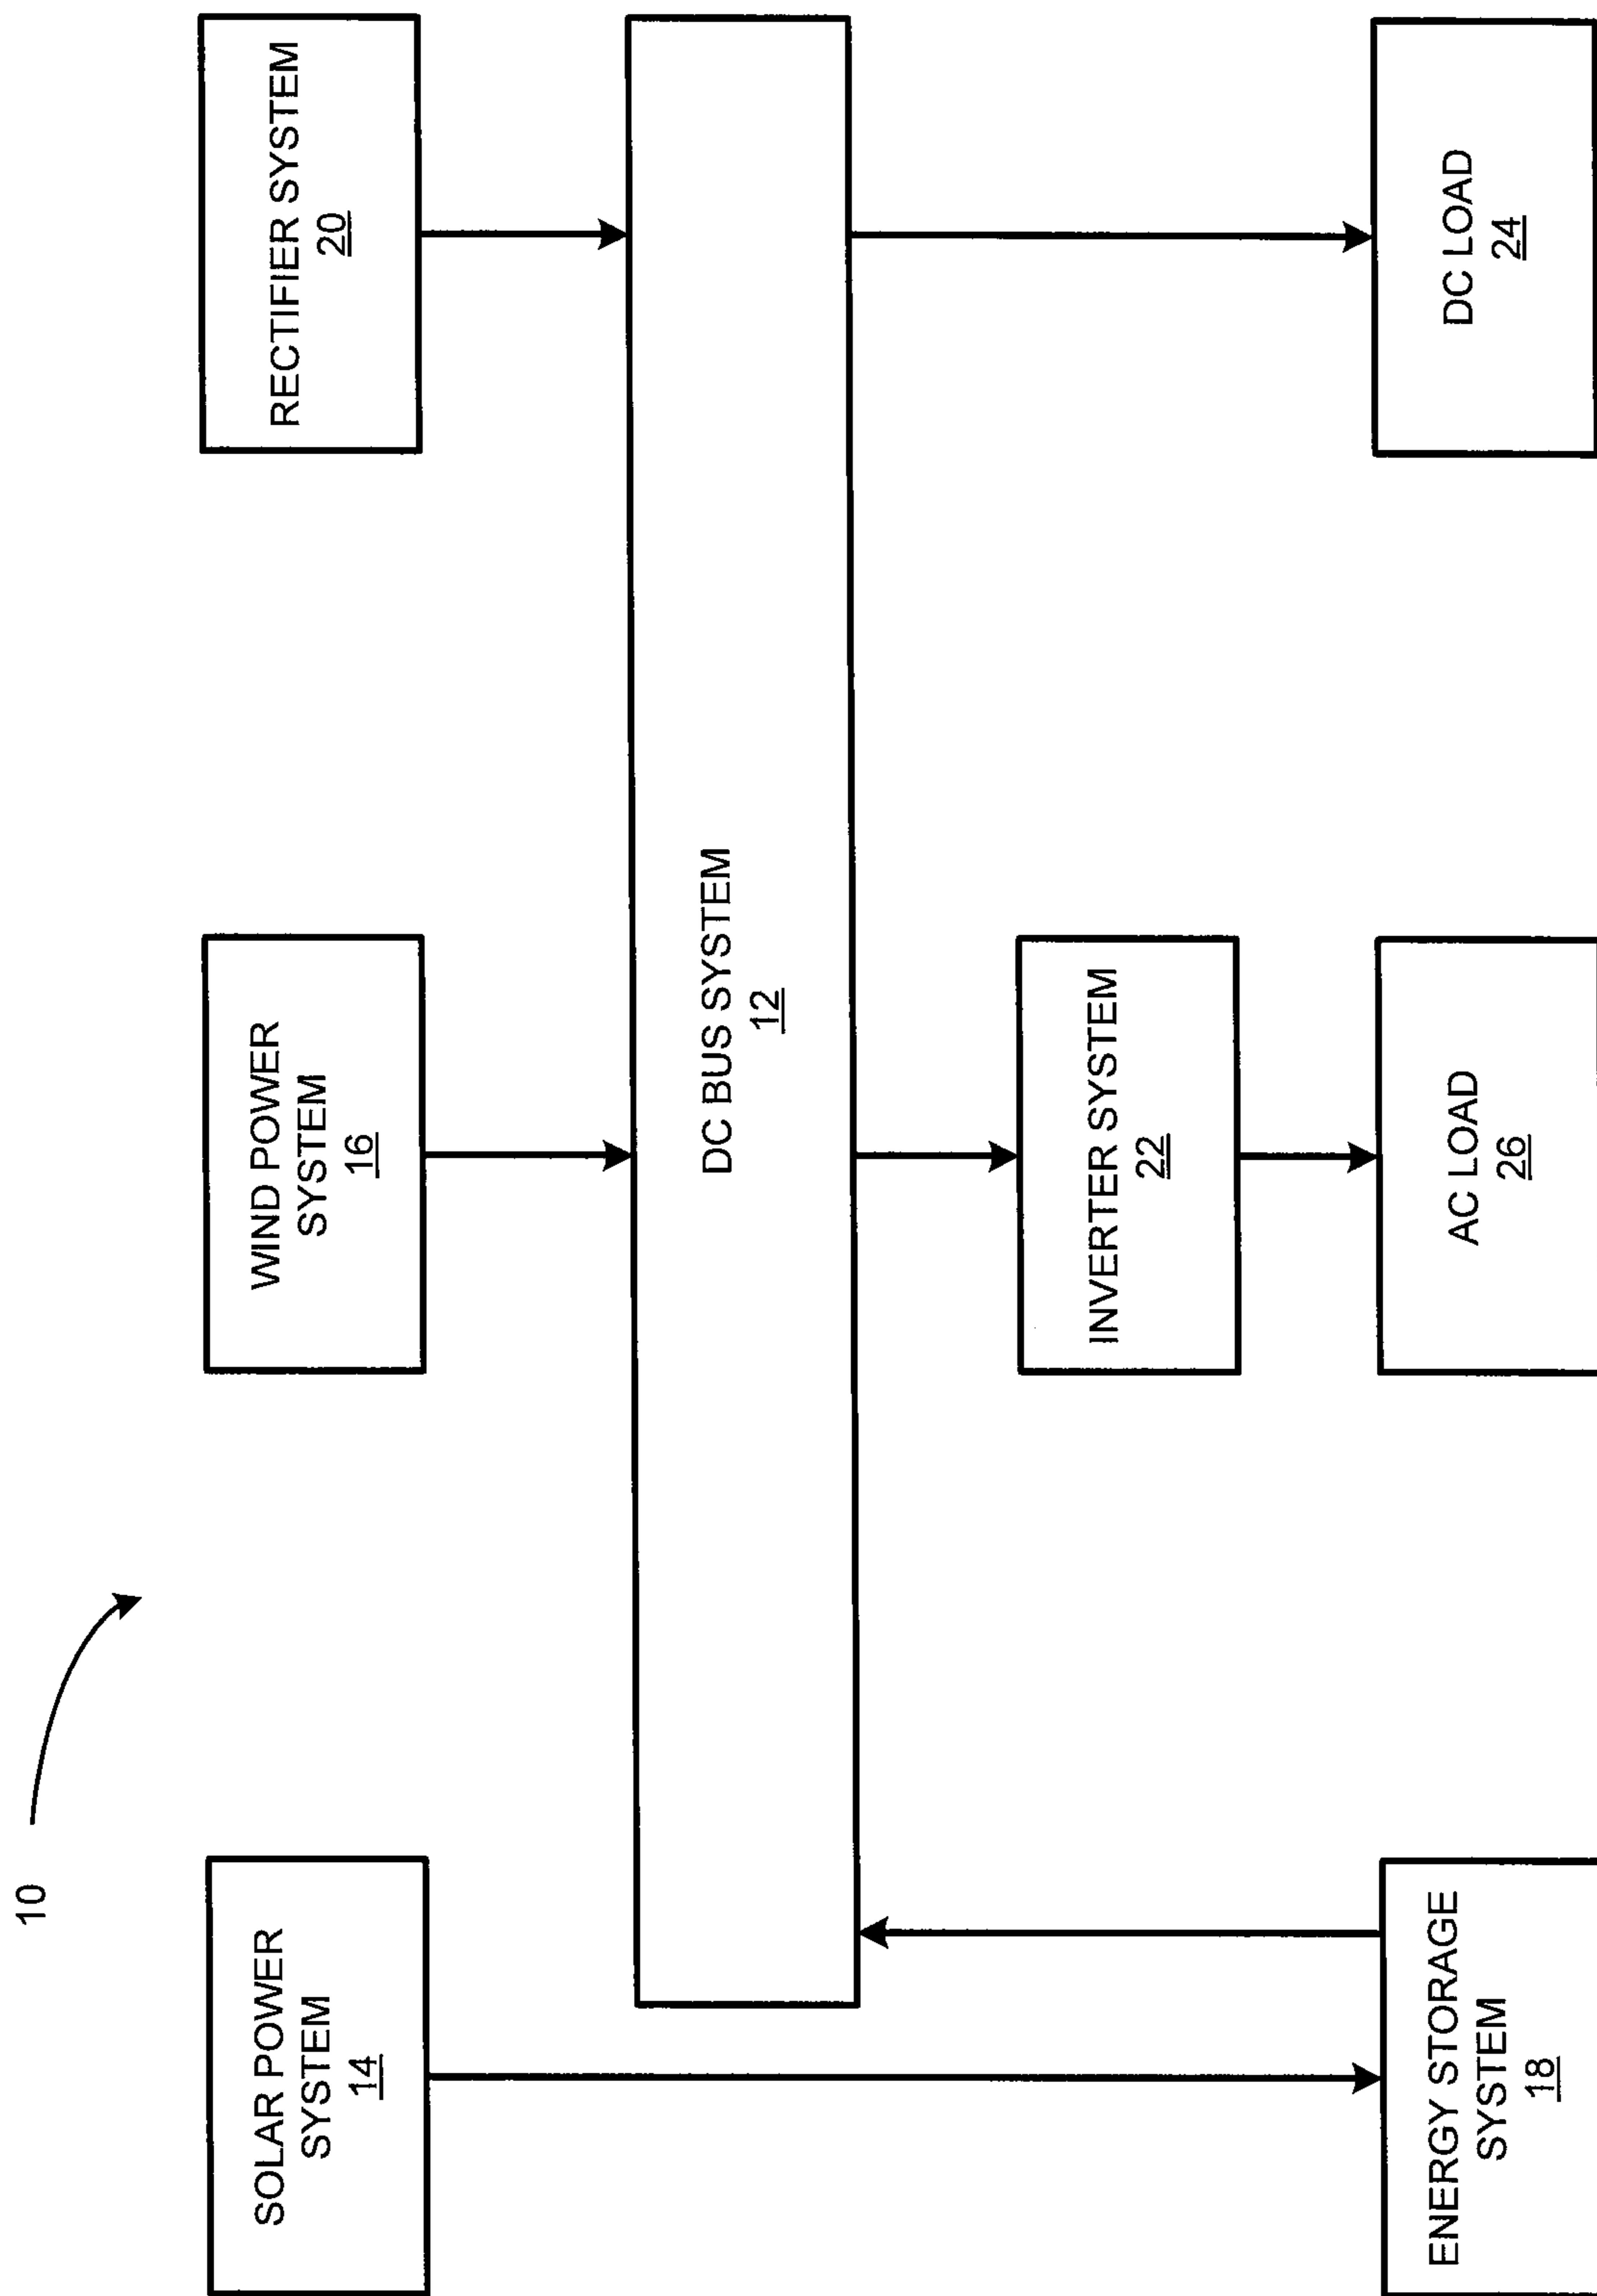 10
SOLAR POWER
SYSTEM
14
WIND POWER
SYSTEM
16
RECTIFIER SYSTEM
20
DC BUS SYSTEM
12
INVERTER SYSTEM
22
ENERGY STORAGE
SYSTEM
18
AC LOAD
26
DC LOAD
24